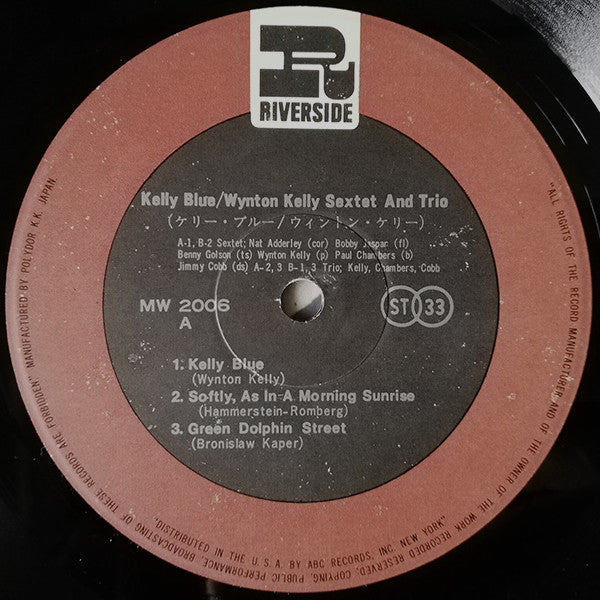 R
RIVERSIDE
Kelly Blue/Wynton Kelly Sextet And Trio
(ケリー・ブルー/ウィントン・ケリー)
A-1, B-2 Sextet; Nat Adderley (cor) Bobby Jaspar (fl)
Benny Golson (ts) Wynton Kelly (p) Paul Chambers (b)
Jimmy Cobb (ds) A-2, 3 B-1, 3 Trio; Kelly, Chambers, Cobb
MW 2006
A
ST 33
1. Kelly Blue
(Wynton Kelly)
2. Softly, As In A Morning Sunrise
(Hammerstein-Romberg)
3. Green Dolphin Street
(Bronislaw Kaper)
"ALL RIGHTS OF THE RECORD MANUFACTURER AND OF THE OWNER OF THE WORK RECORDED RESERVED, COPYING, PUBLIC PERFORMANCE, BROADCASTING OF THESE RECORDS ARE FORBIDDEN" MANUFACTURED BY POLYDOR K.K. JAPAN
"DISTRIBUTED IN THE U.S.A. BY ABC RECORDS, INC. NEW YORK"